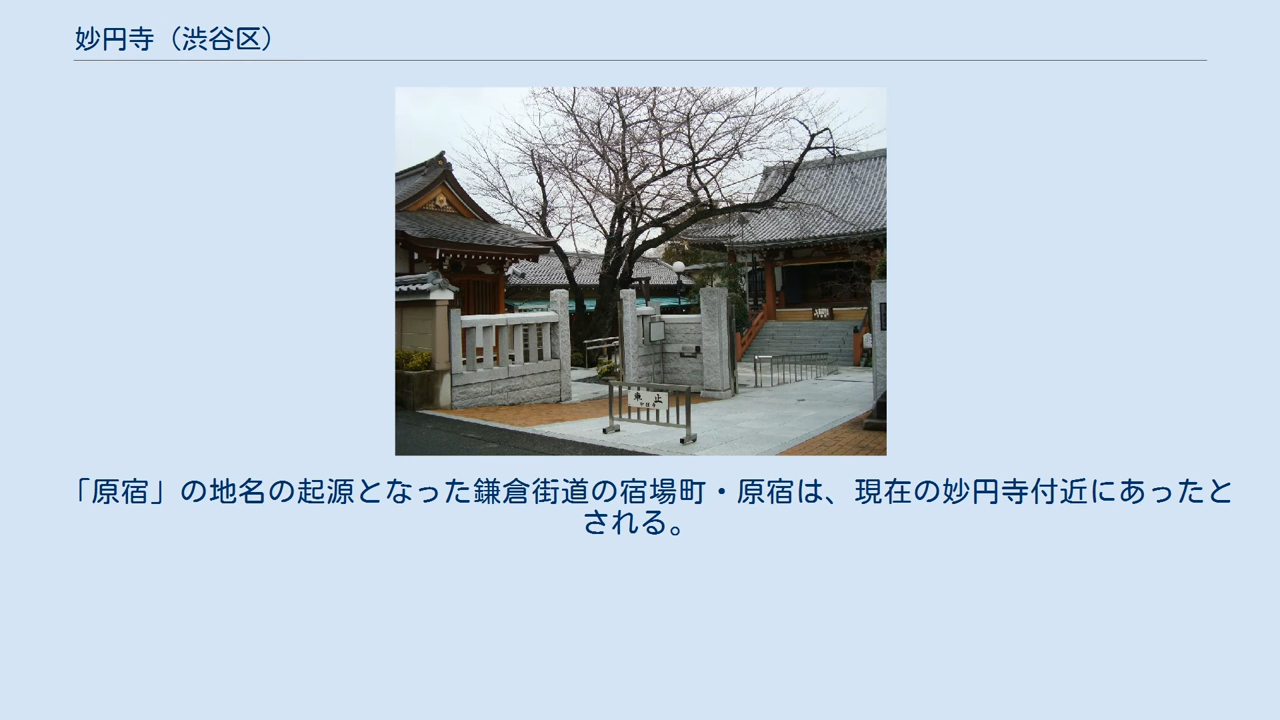 妙円寺（渋谷区）
車止
「原宿」の地名の起源となった鎌倉街道の宿場町・原宿は、現在の妙円寺付近にあったと
される。